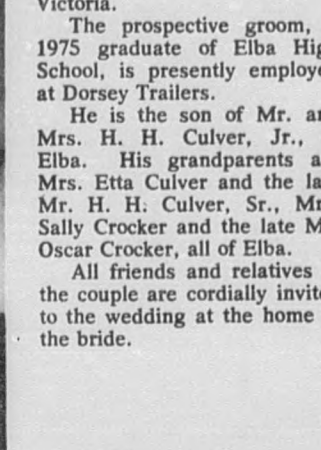 Victoria.
The prospective groom,
1975 graduate of Elba Hig
School, is presently employe
at Dorsey Trailers.
He is the son of Mr. a
Mrs. H. H. Culver, Jr.,
Elba. His grandparents a
Mrs. Etta Culver and the la
Mr. H. H. Culver, Sr., Mr
Sally Crocker and the late M
Oscar Crocker, all of Elba.
All friends and relatives
the couple are cordially invite
to the wedding at the home
the bride.